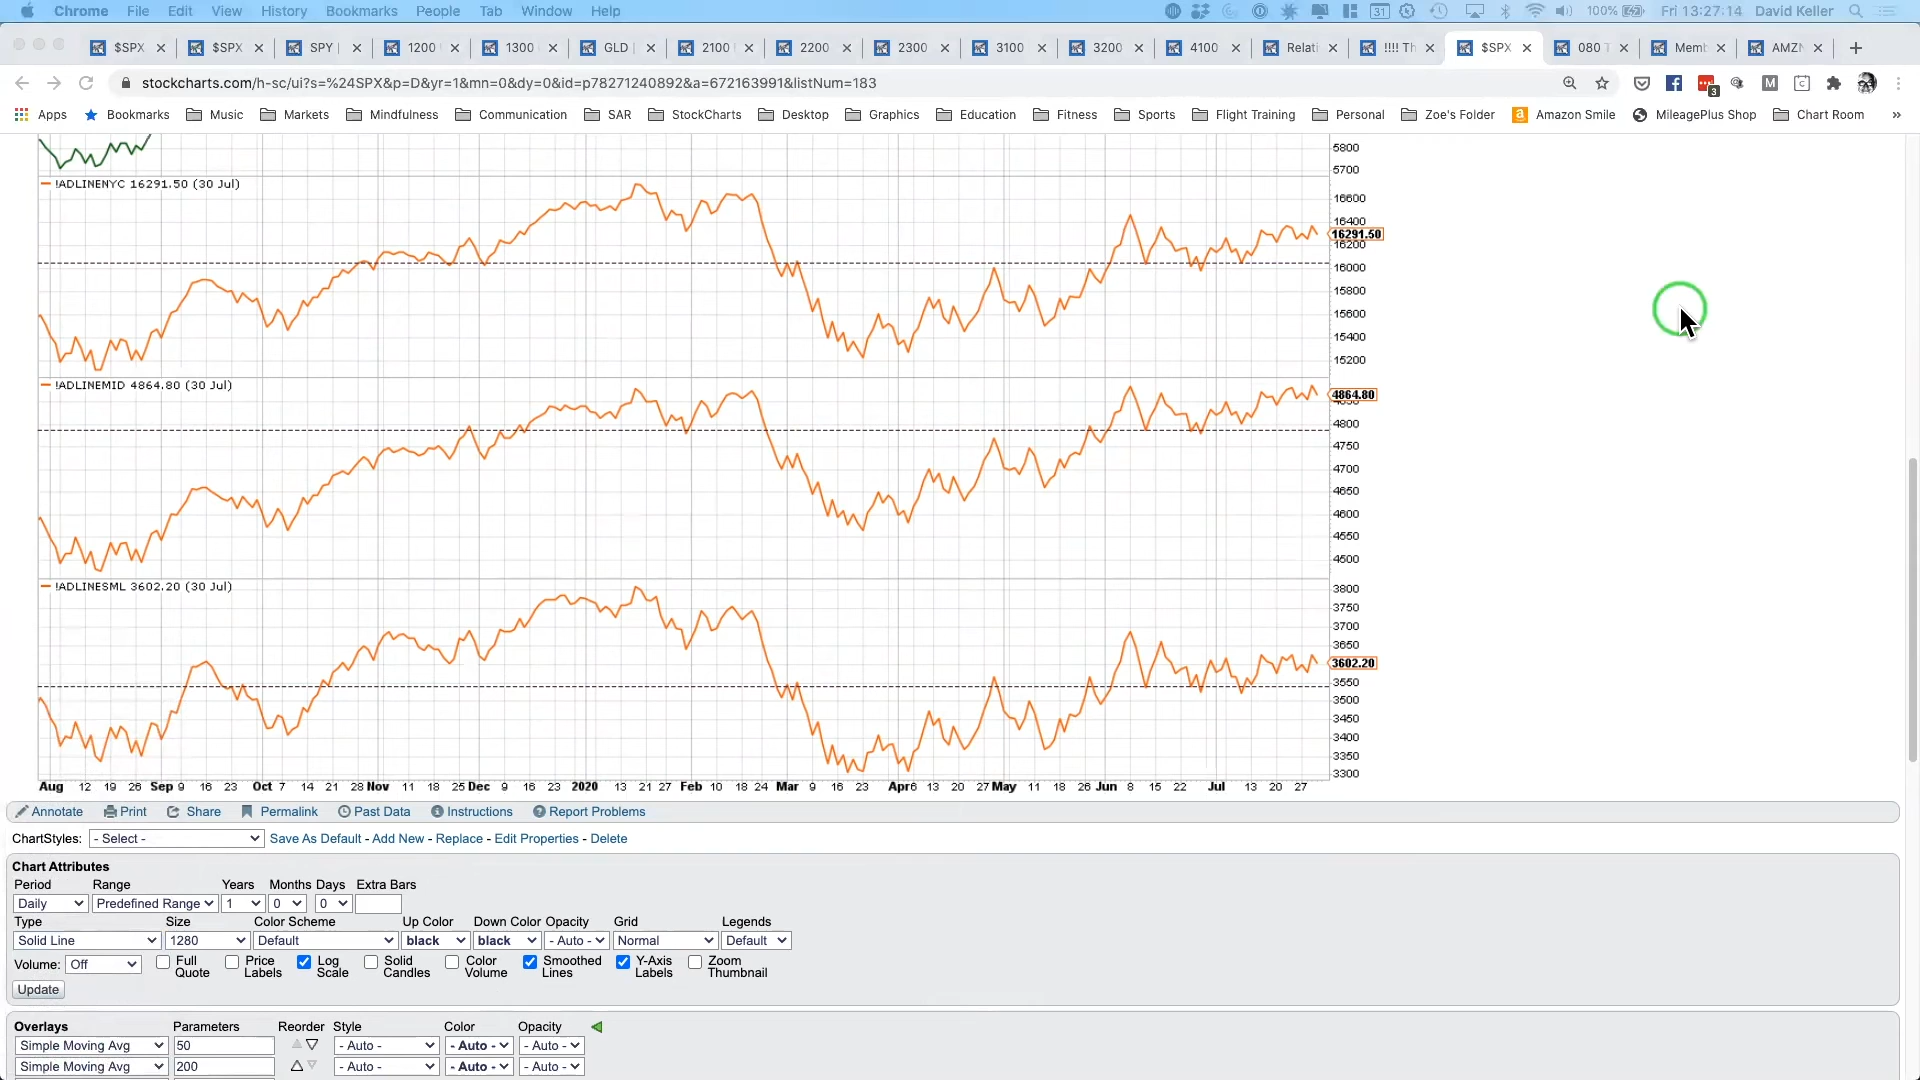 Chrome File Edit View History Bookmarks People Tab Window Help 31 100% Fri 13:27:14 David Keller
$SPX $SPX SPY | 1200 1300 GLD | 2100 2200 2300 3100 3200 4100 Relati !!!! Th $SPX 080 T Memb AMZN
stockcharts.com/h-sc/ui?s=%24SPX&p=D&yr=1&mn=0&dy=0&id=p78271240892&a=672163991&listNum=183
Apps Bookmarks Music Markets Mindfulness Communication SAR StockCharts Desktop Graphics Education Fitness Sports Flight Training Personal Zoe's Folder Amazon Smile MileagePlus Shop Chart Room »
5800
5700
!ADLINENYC 16291.50 (30 Jul)
16600
16400
16291.50
16200
16000
15800
15600
15400
15200
!ADLINEMID 4864.80 (30 Jul)
4864.80
4800
4750
4700
4650
4600
4550
4500
!ADLINESML 3602.20 (30 Jul)
3800
3750
3700
3650
3602.20
3550
3500
3450
3400
3350
3300
Aug 12 19 26 Sep 9 16 23 Oct 7 14 21 28 Nov 11 18 25 Dec 9 16 23 2020 13 21 27 Feb 10 18 24 Mar 9 16 23 Apr 6 13 20 27 May 11 18 26 Jun 8 15 22 Jul 13 20 27
Annotate Print Share Permalink Past Data Instructions Report Problems
ChartStyles: - Select - Save As Default - Add New - Replace - Edit Properties - Delete
Chart Attributes
Period Range Years Months Days Extra Bars
Daily Predefined Range 1 0 0
Type Size Color Scheme Up Color Down Color Opacity Grid Legends
Solid Line 1280 Default black black - Auto - Normal Default
Volume: Off Full Quote Price Labels Log Scale Solid Candles Color Volume Smoothed Lines Y-Axis Labels Zoom Thumbnail
Update
Overlays Parameters Reorder Style Color Opacity
Simple Moving Avg 50 - Auto - - Auto - - Auto -
Simple Moving Avg 200 - Auto - - Auto - - Auto -